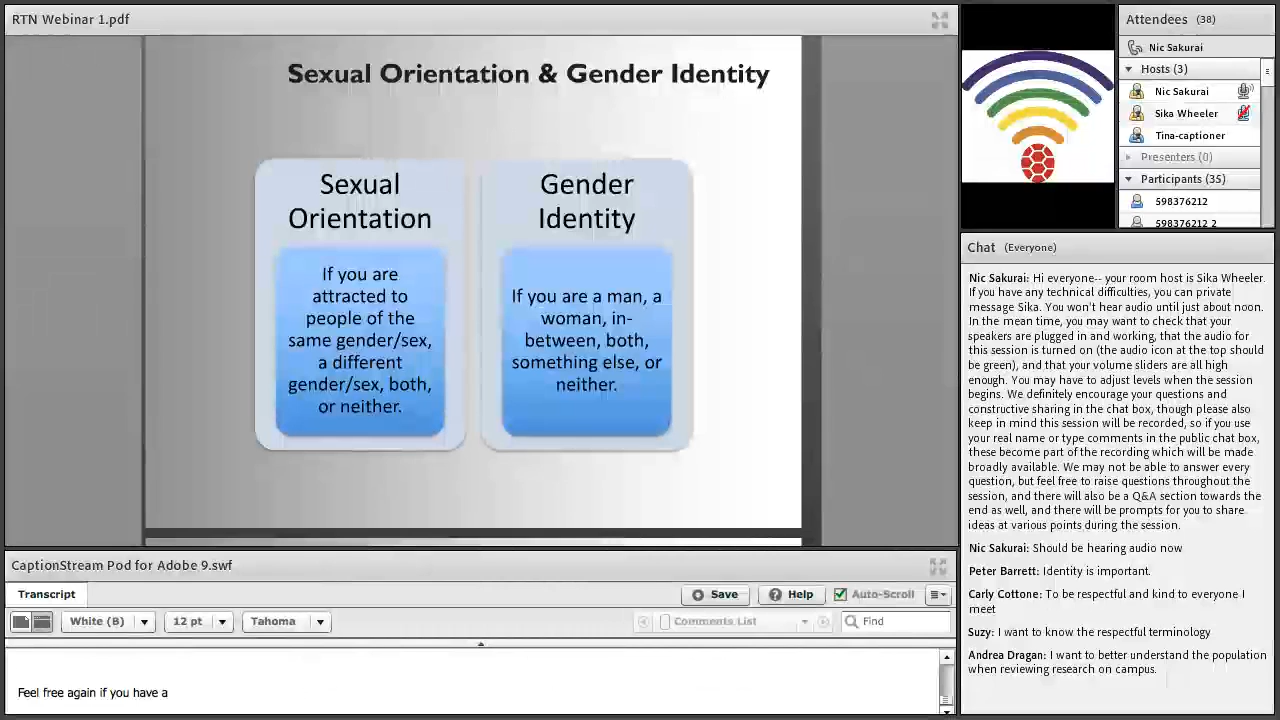 RTN Webinar 1.pdf
Sexual Orientation & Gender Identity
Sexual
Orientation
If you are
attracted to
people of the
same gender/sex,
a different
gender/sex, both,
or neither.
Gender
Identity
If you are a man, a
woman, in-
between, both,
something else, or
neither.
CaptionStream Pod for Adobe 9.swf
Transcript
Save
Help
Auto-Scroll
White (B)
12 pt
Tahoma
Comments List
Find
Feel free again if you have a
Attendees (38)
Nic Sakurai
Hosts (3)
Nic Sakurai
Sika Wheeler
Tina-captioner
Presenters (0)
Participants (35)
598376212
598376212 2
Chat (Everyone)
Nic Sakurai: Hi everyone-- your room host is Sika Wheeler.
If you have any technical difficulties, you can private
message Sika. You won't hear audio until just about noon.
In the mean time, you may want to check that your
speakers are plugged in and working, that the audio for
this session is turned on (the audio icon at the top should
be green), and that your volume sliders are all high
enough. You may have to adjust levels when the session
begins. We definitely encourage your questions and
constructive sharing in the chat box, though please also
keep in mind this session will be recorded, so if you use
your real name or type comments in the public chat box,
these become part of the recording which will be made
broadly available. We may not be able to answer every
question, but feel free to raise questions throughout the
session, and there will also be a Q&A section towards the
end as well, and there will be prompts for you to share
ideas at various points during the session.
Nic Sakurai: Should be hearing audio now
Peter Barrett: Identity is important.
Carly Cottone: To be respectful and kind to everyone I
meet
Suzy: I want to know the respectful terminology
Andrea Dragan: I want to better understand the population
when reviewing research on campus.